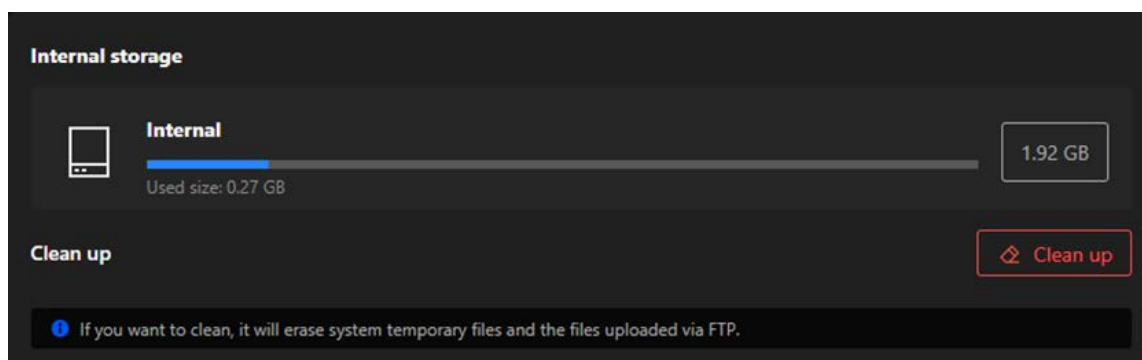 Internal storage
Internal
1.92 GB
Used size: 0.27 GB
Clean up
Clean up
If you want to clean, it will erase system temporary files and the files uploaded via FTP.